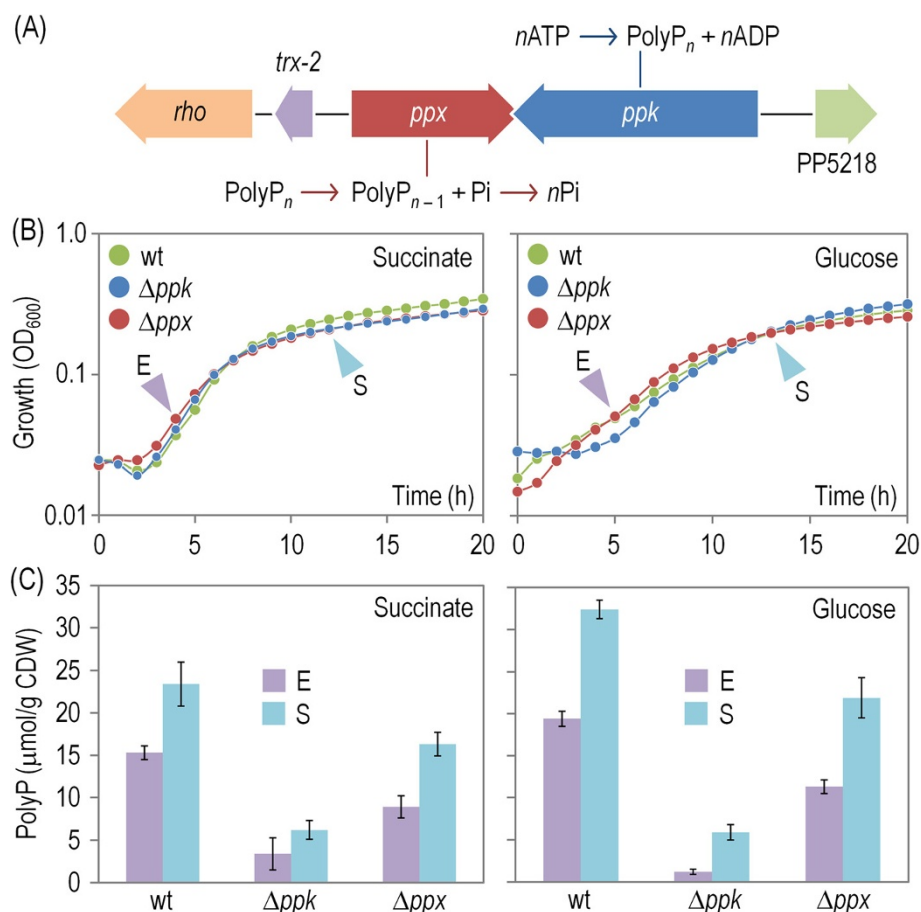 (A)
nATP → PolyPn + nADP
trx-2
rho
ppx
ppk
PP5218
PolyPn → PolyPn – 1 + Pi → nPi
(B)
Growth (OD600)
1.0
0.1
0.01
wt
Δppk
Δppx
Succinate
E
S
Time (h)
0 5 10 15 20
wt
Δppk
Δppx
Glucose
E
S
Time (h)
0 5 10 15 20
(C)
PolyP (μmol/g CDW)
35
30
25
20
15
10
5
0
Succinate
E
S
wt Δppk Δppx
Glucose
E
S
wt Δppk Δppx